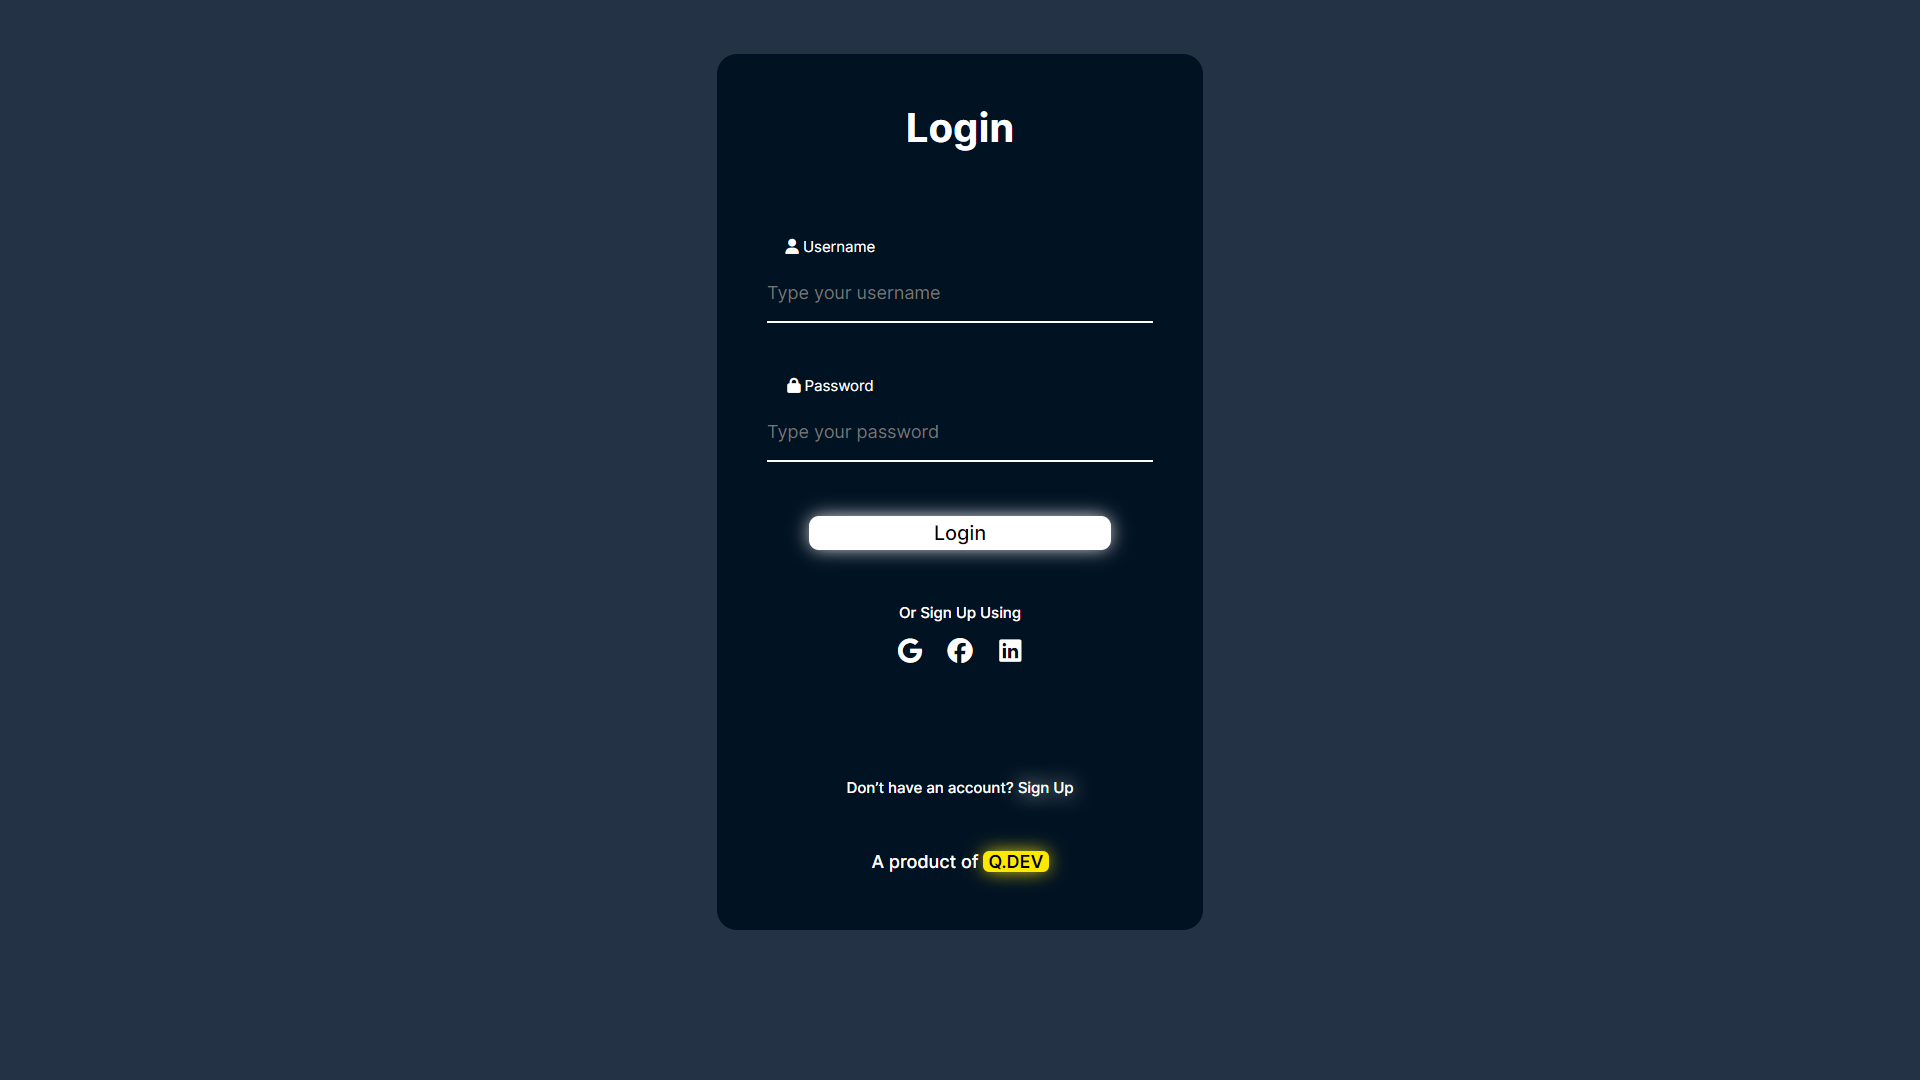 Login
Username
Type your username
Password
Type your password
Login
Or Sign Up Using
Don’t have an account? Sign Up
A product of Q.DEV